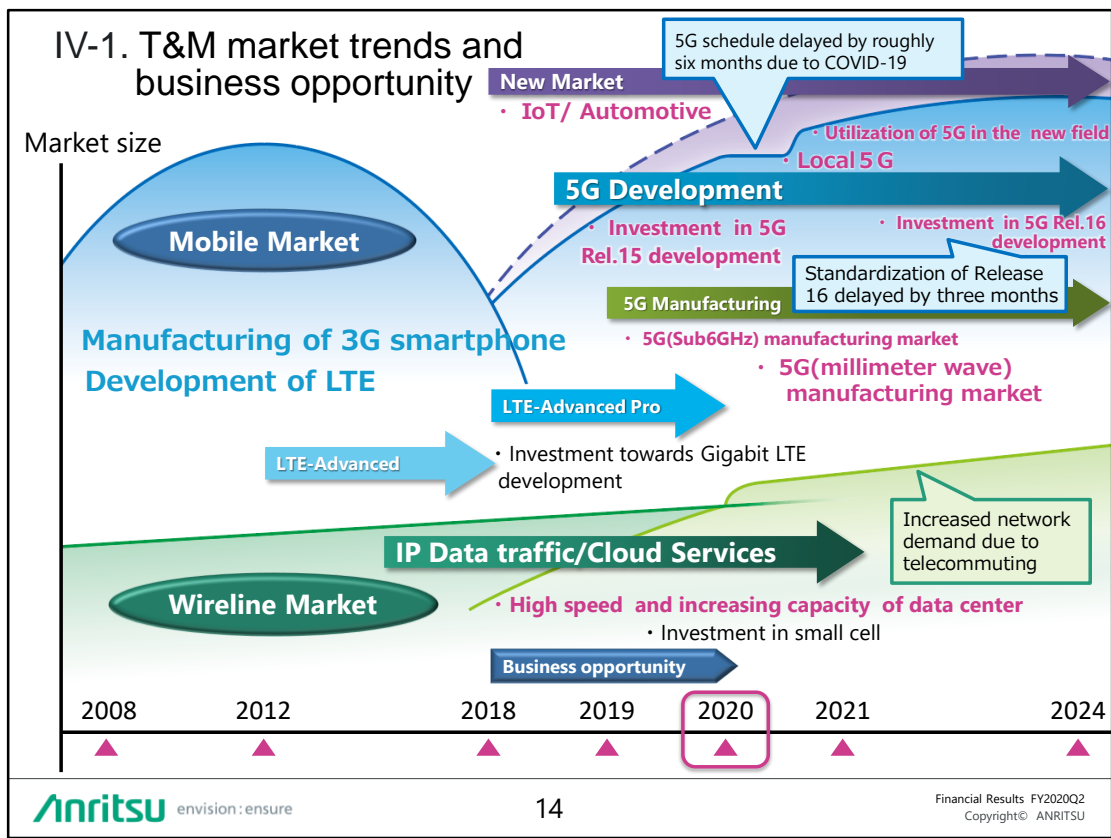 IV-1. T&M market trends and
business opportunity
5G schedule delayed by roughly
six months due to COVID-19
New Market
・ IoT/ Automotive
Market size
・ Utilization of 5G in the new field
・ Local 5G
5G Development
Mobile Market
・ Investment in 5G
Rel.15 development
・ Investment in 5G Rel.16
development
Standardization of Release
16 delayed by three months
5G Manufacturing
・ 5G(Sub6GHz) manufacturing market
・ 5G(millimeter wave)
manufacturing market
Manufacturing of 3G smartphone
Development of LTE
LTE-Advanced Pro
LTE-Advanced
・Investment towards Gigabit LTE
development
Increased network
demand due to
telecommuting
IP Data traffic/Cloud Services
Wireline Market
・High speed and increasing capacity of data center
・Investment in small cell
Business opportunity
2008 2012 2018 2019 2020 2021 2024
Anritsu envision : ensure
14
Financial Results FY2020Q2
Copyright© ANRITSU